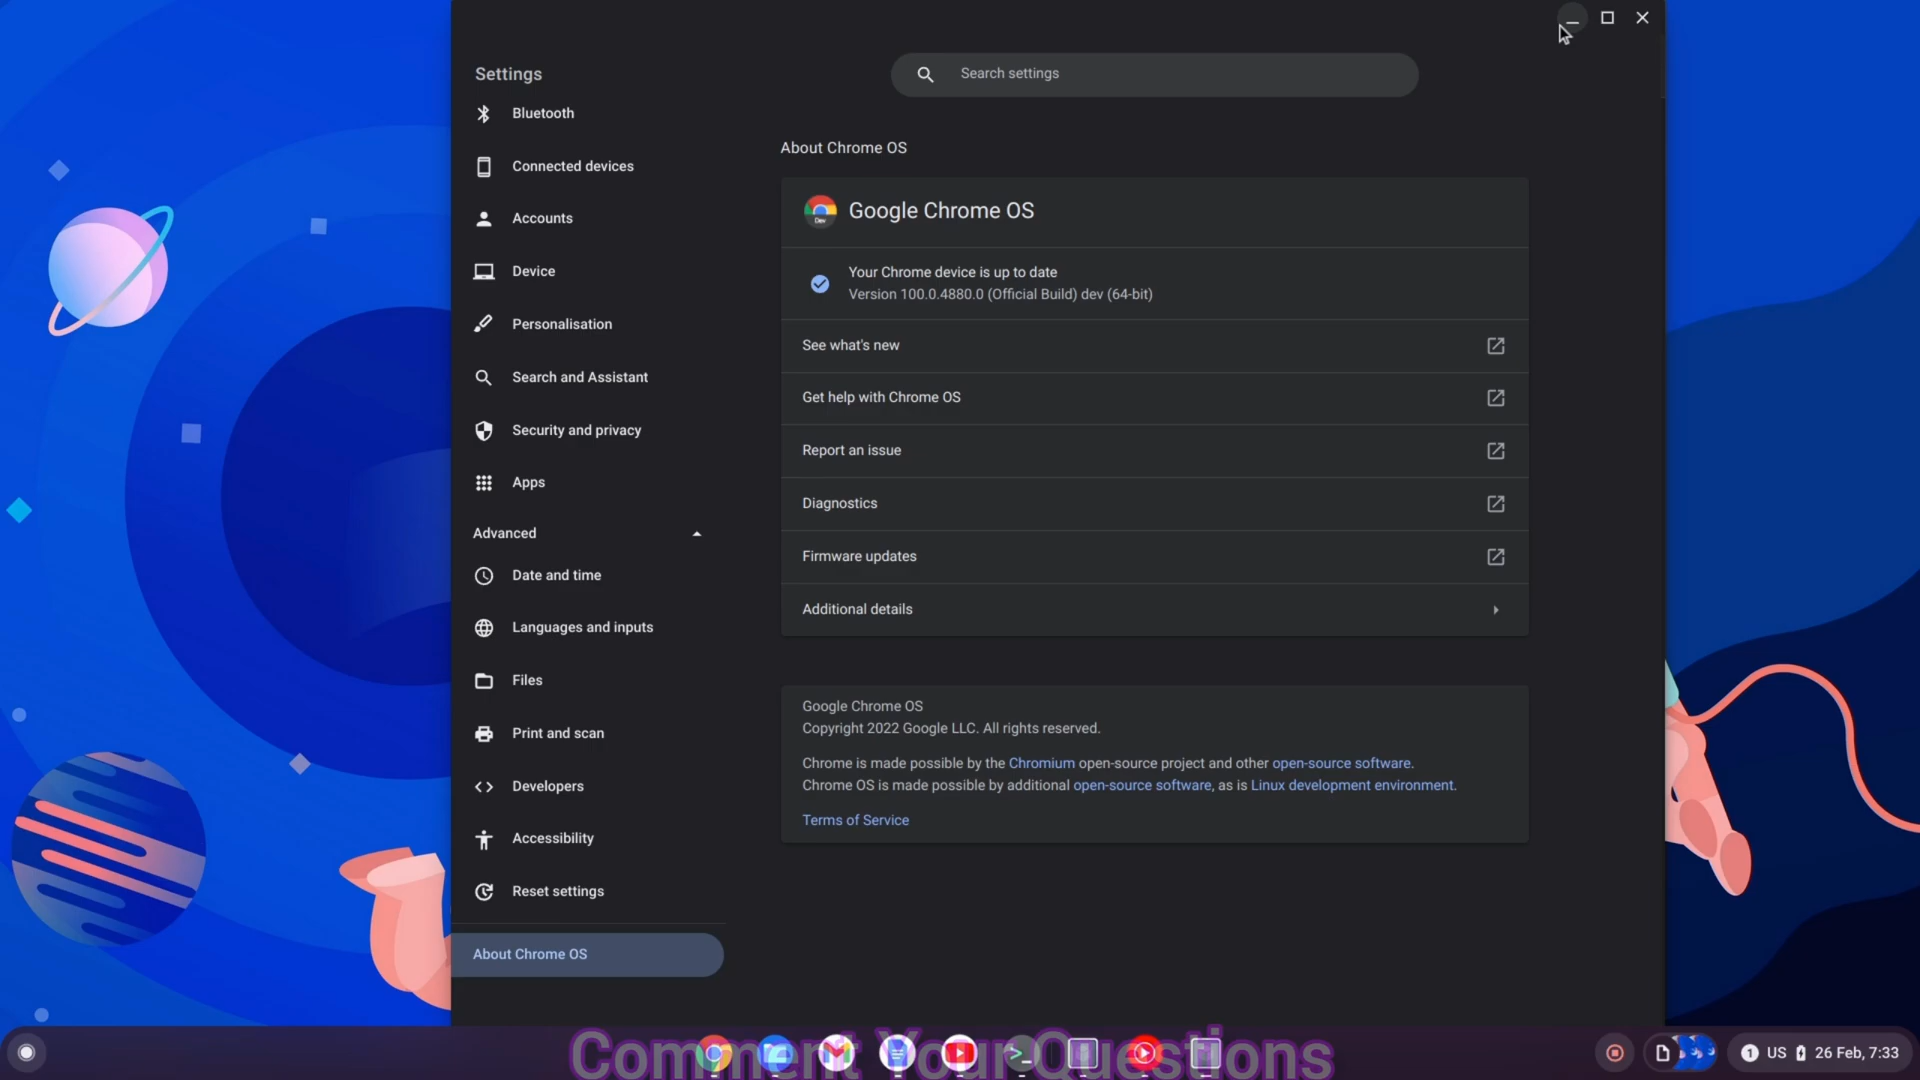 Settings
Search settings
Bluetooth
Connected devices
Accounts
Device
Personalisation
Search and Assistant
Security and privacy
Apps
Advanced
Date and time
Languages and inputs
Files
Print and scan
Developers
Accessibility
Reset settings
About Chrome OS
About Chrome OS
Dev
Google Chrome OS
Your Chrome device is up to date
Version 100.0.4880.0 (Official Build) dev (64-bit)
See what's new
Get help with Chrome OS
Report an issue
Diagnostics
Firmware updates
Additional details
Google Chrome OS
Copyright 2022 Google LLC. All rights reserved.
Chrome is made possible by the Chromium open-source project and other open-source software.
Chrome OS is made possible by additional open-source software, as is Linux development environment.
Terms of Service
Comment Your Questions
1 US 26 Feb, 7:33